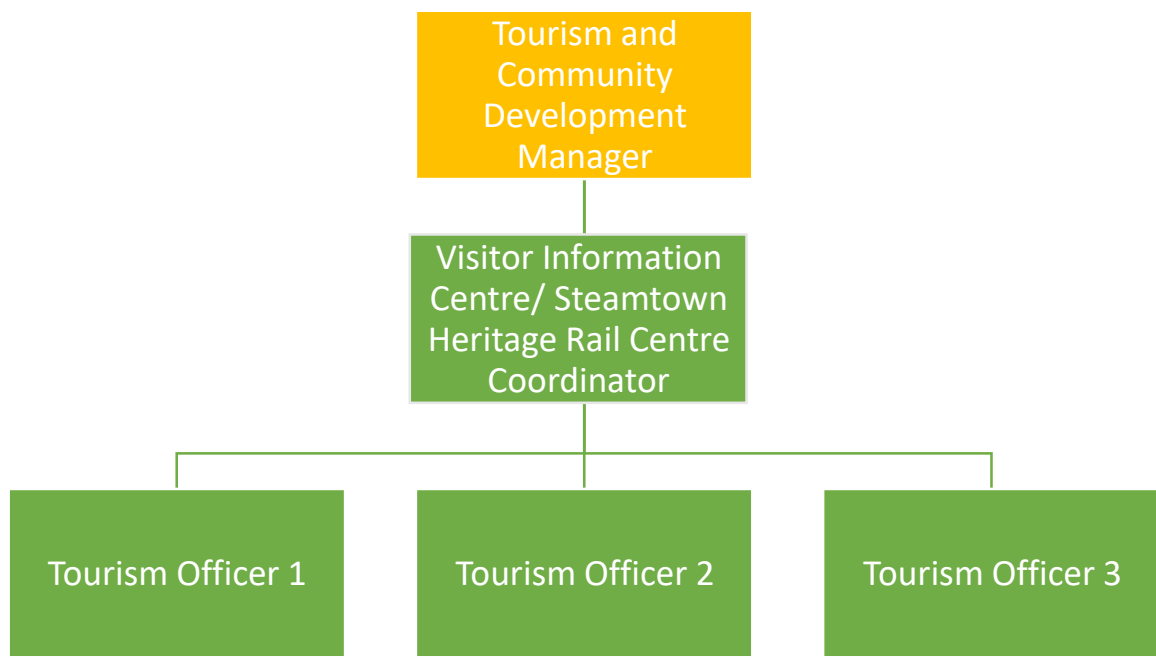 Tourism and
Community
Development
Manager
Visitor Information
Centre/ Steamtown
Heritage Rail Centre
Coordinator
Tourism Officer 1
Tourism Officer 2
Tourism Officer 3